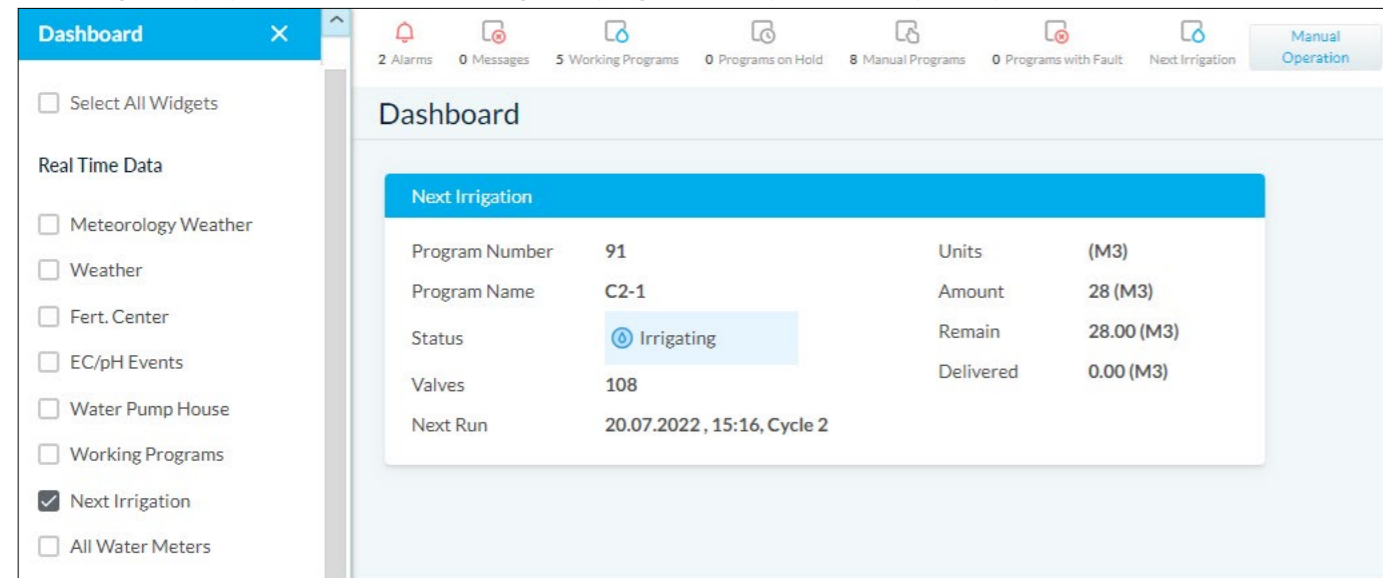 Dashboard
Select All Widgets
Real Time Data
Meteorology Weather
Weather
Fert. Center
EC/pH Events
Water Pump House
Working Programs
Next Irrigation
All Water Meters
2 Alarms
0 Messages
5 Working Programs
0 Programs on Hold
8 Manual Programs
0 Programs with Fault
Next Irrigation
Manual
Operation
Dashboard
Next Irrigation
Program Number 91
Program Name C2-1
Status Irrigating
Valves 108
Next Run 20.07.2022 , 15:16, Cycle 2
Units (M3)
Amount 28 (M3)
Remain 28.00 (M3)
Delivered 0.00 (M3)